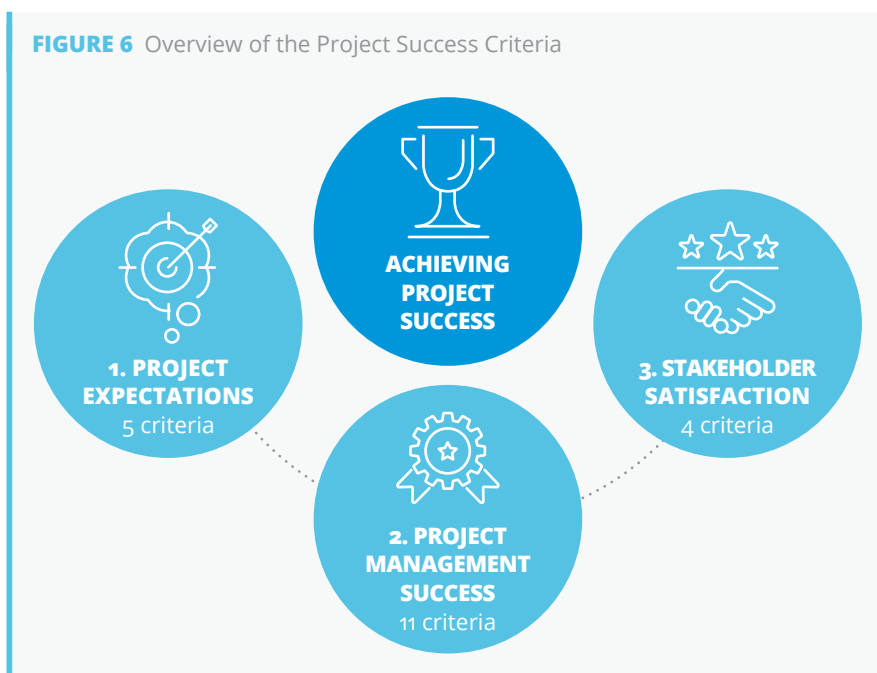 FIGURE 6 Overview of the Project Success Criteria
ACHIEVING
PROJECT
SUCCESS
1. PROJECT
EXPECTATIONS
5 criteria
2. PROJECT
MANAGEMENT
SUCCESS
11 criteria
3. STAKEHOLDER
SATISFACTION
4 criteria